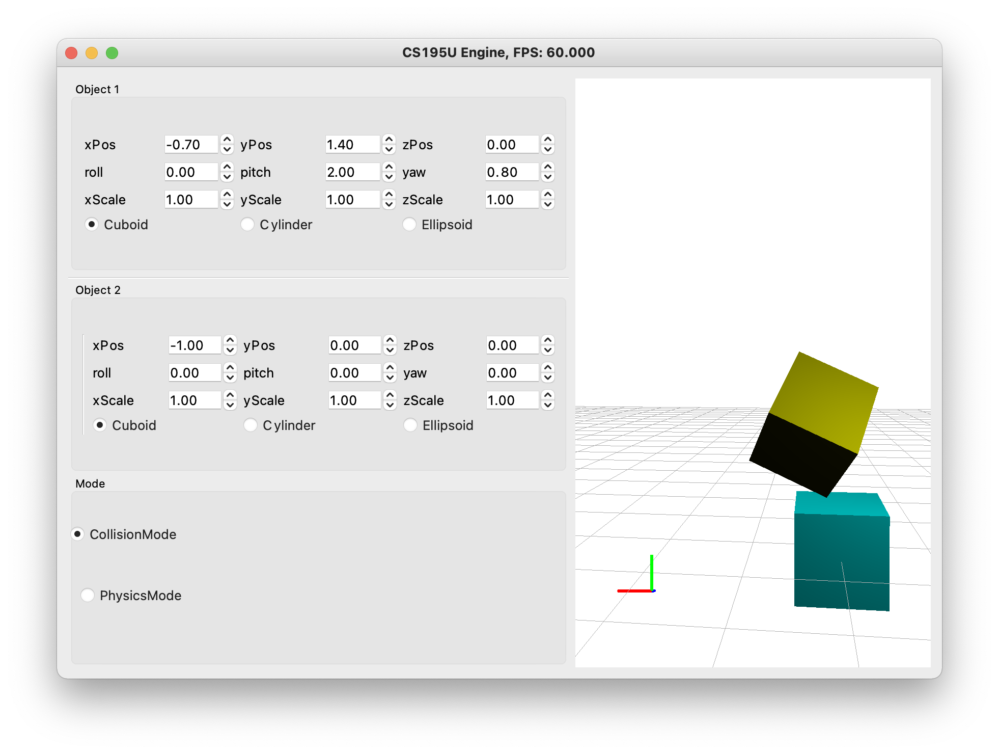 CS195U Engine, FPS: 60.000
Object 1
xPos -0.70 yPos 1.40 zPos 0.00
roll 0.00 pitch 2.00 yaw 0.80
xScale 1.00 yScale 1.00 zScale 1.00
Cuboid Cylinder Ellipsoid
Object 2
xPos -1.00 yPos 0.00 zPos 0.00
roll 0.00 pitch 0.00 yaw 0.00
xScale 1.00 yScale 1.00 zScale 1.00
Cuboid Cylinder Ellipsoid
Mode
CollisionMode
PhysicsMode